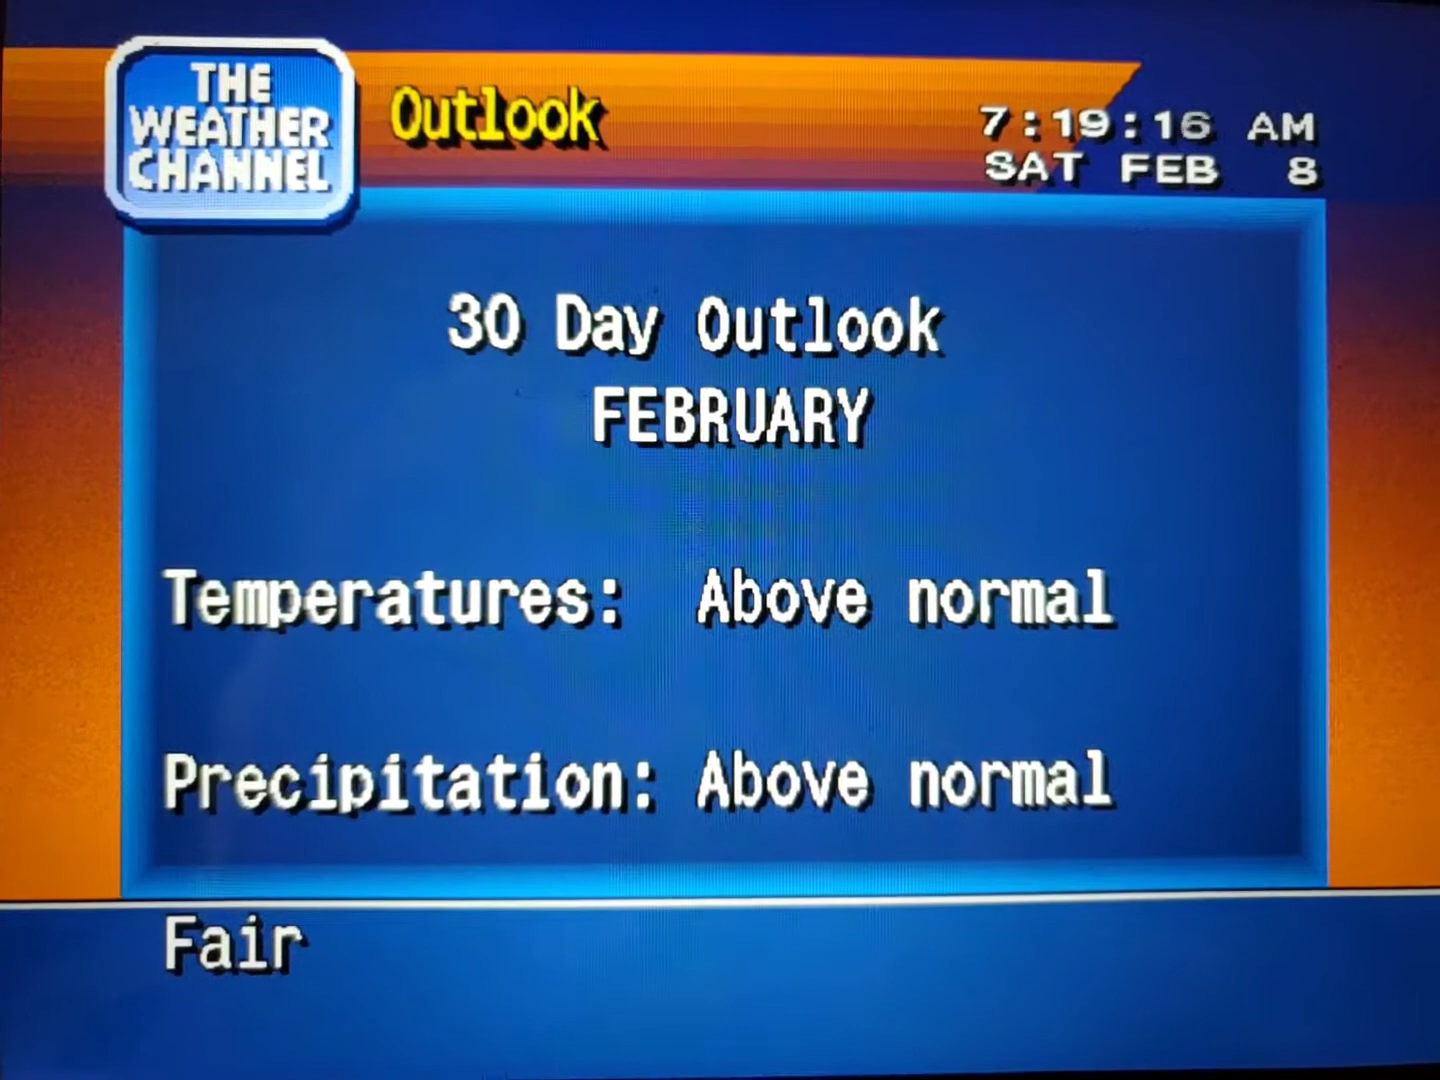 THE
WEATHER
CHANNEL
Outlook
7:19:16 AM
SAT FEB 8
30 Day Outlook
FEBRUARY
Temperatures: Above normal
Precipitation: Above normal
Fair